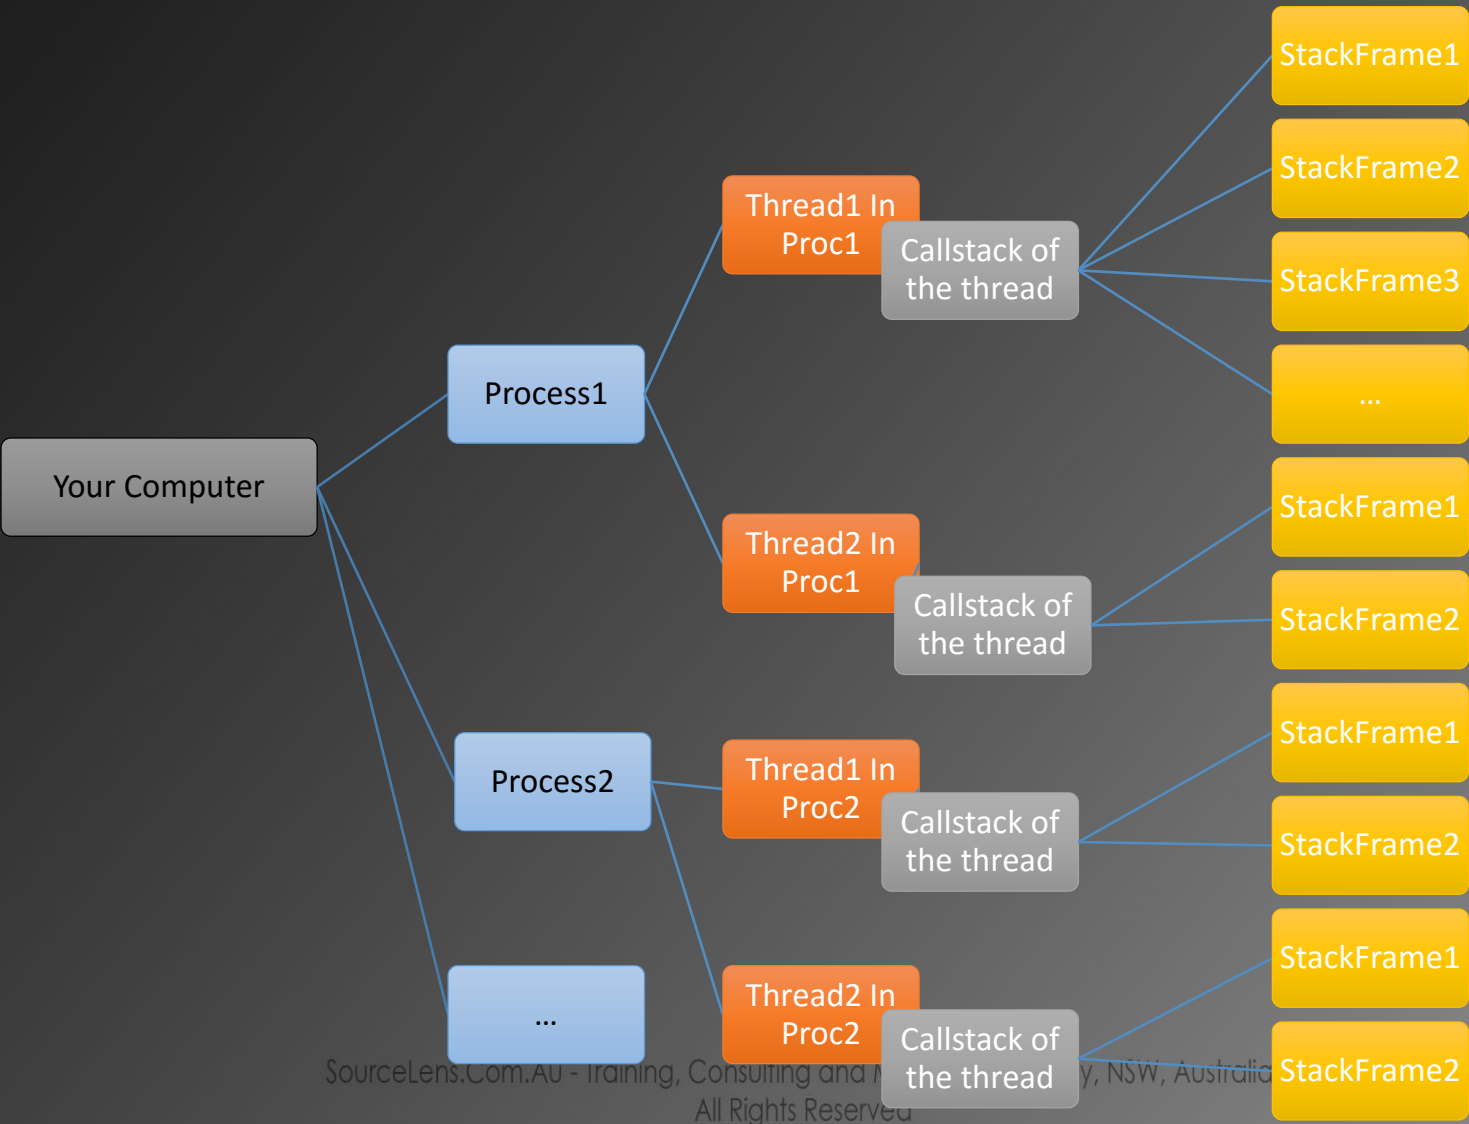 Your Computer
Process1
Thread1 In
Proc1
Callstack of
the thread
StackFrame1
StackFrame2
StackFrame3
...
Thread2 In
Proc1
Callstack of
the thread
StackFrame1
StackFrame2
Process2
Thread1 In
Proc2
Callstack of
the thread
StackFrame1
StackFrame2
Thread2 In
Proc2
Callstack of
the thread
StackFrame1
StackFrame2
...
SourceLens.Com.AU - Training, Consulting and NSW, Australia
All Rights Reserved